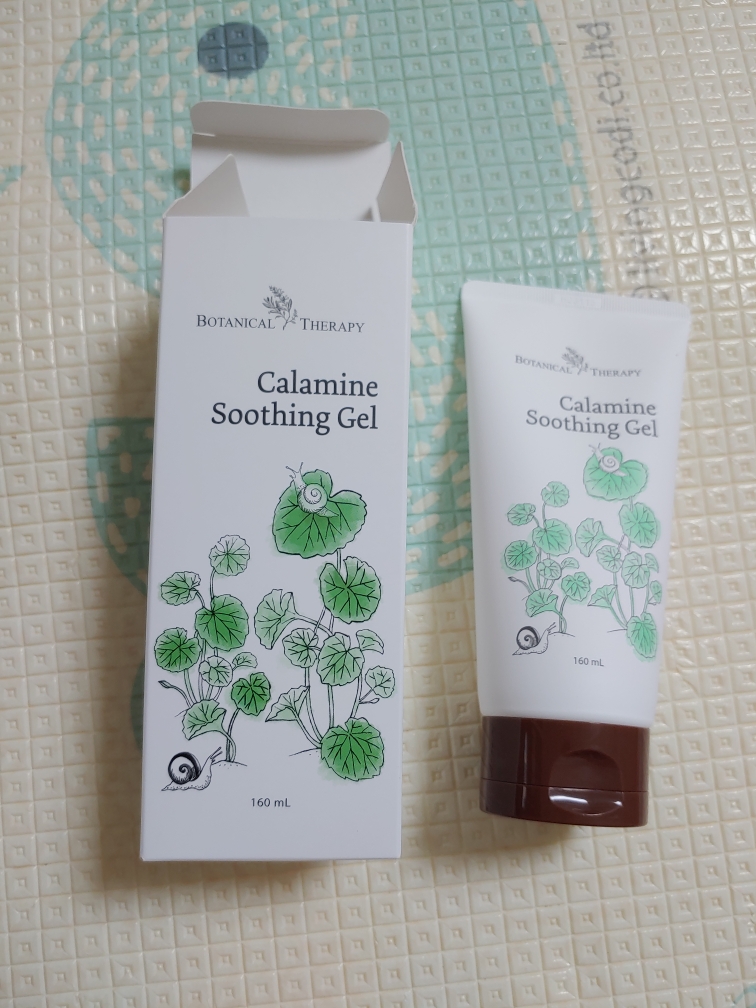 BOTANICAL THERAPY
Calamine
Soothing Gel
160 mL
BOTANICAL THERAPY
Calamine
Soothing Gel
160 mL